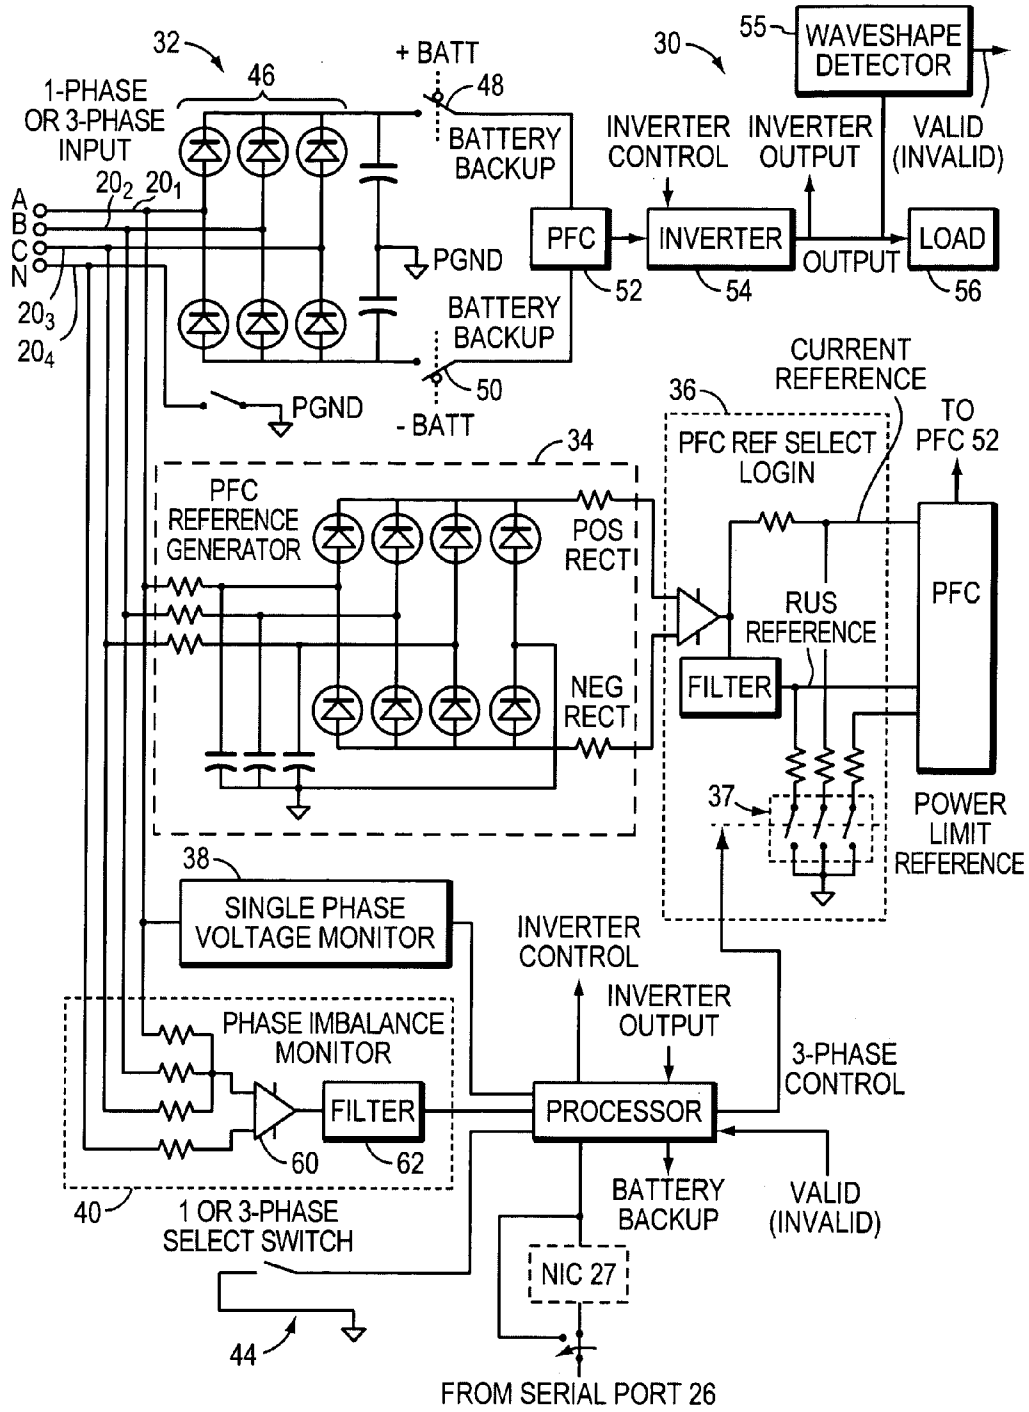 32
46
+ BATT
48
30
55
WAVESHAPE
DETECTOR
1-PHASE
OR 3-PHASE
INPUT
BATTERY
BACKUP
INVERTER
CONTROL
INVERTER
OUTPUT
VALID
(INVALID)
A
B
C
N
20₂
20₁
20₃
20₄
PGND
PFC
52
INVERTER
54
OUTPUT
LOAD
56
BATTERY
BACKUP
50
- BATT
PGND
CURRENT
REFERENCE
34
36
PFC REF SELECT
LOGIN
TO
PFC 52
PFC
REFERENCE
GENERATOR
POS
RECT
NEG
RECT
RUS
REFERENCE
PFC
FILTER
37
POWER
LIMIT
REFERENCE
38
SINGLE PHASE
VOLTAGE MONITOR
INVERTER
CONTROL
INVERTER
OUTPUT
3-PHASE
CONTROL
PHASE IMBALANCE
MONITOR
FILTER
60
62
40
PROCESSOR
BATTERY
BACKUP
VALID
(INVALID)
1 OR 3-PHASE
SELECT SWITCH
44
NIC 27
FROM SERIAL PORT 26